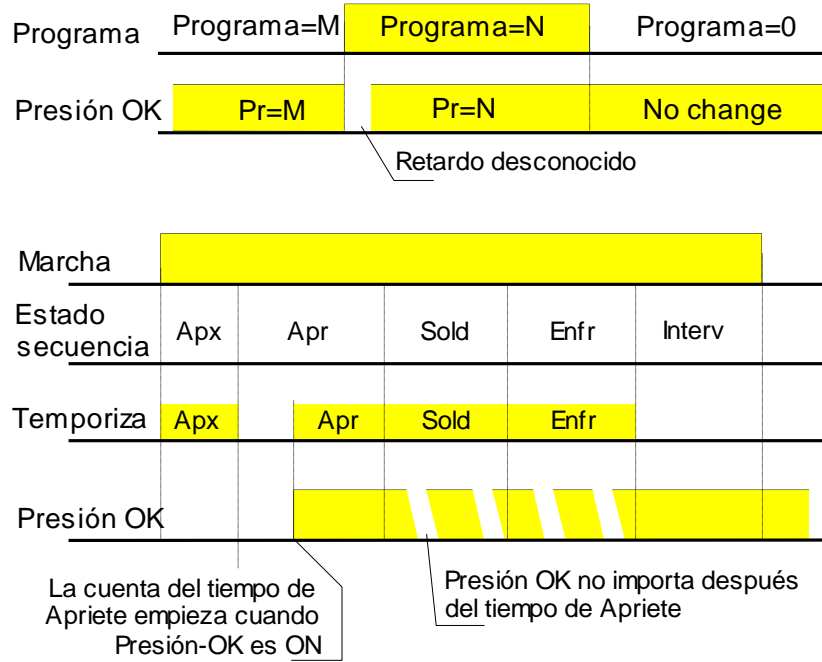 Programa Programa=M Programa=N Programa=0
Presión OK Pr=M Pr=N No change
Retardo desconocido
Marcha
Estado
secuencia Apx Apr Sold Enfr Interv
Temporiza Apx Apr Sold Enfr
Presión OK
La cuenta del tiempo de
Apriete empieza cuando
Presión-OK es ON
Presión OK no importa después
del tiempo de Apriete